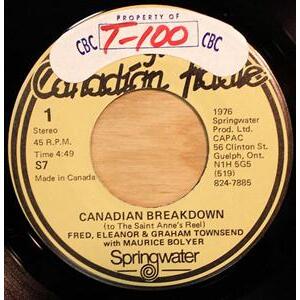 PROPERTY OF
CBC T-100 CBC
Canadian
1
Stereo
45 R.P.M.
Time 4:49
S7
Made in Canada
1976
Springwater
Prod. Ltd.
CAPAC
56 Clinton St.
Guelph, Ont.
N1H 5G5
(519)
824-7885
CANADIAN BREAKDOWN
(to The Saint Anne's Reel)
FRED, ELEANOR & GRAHAM TOWNSEND
with MAURICE BOLYER
Springwater